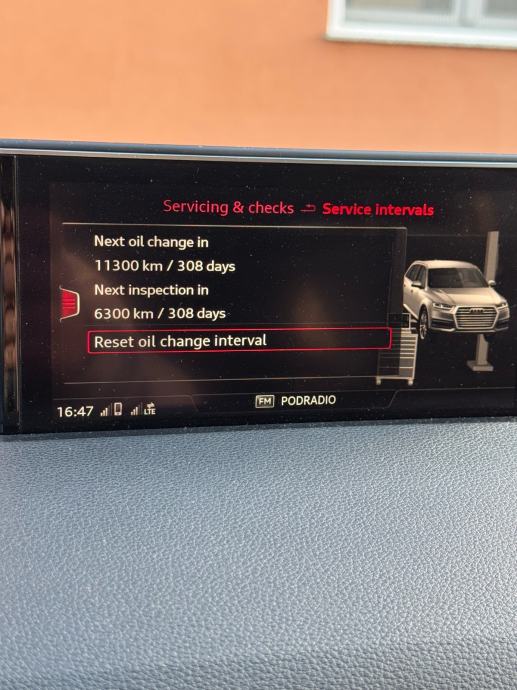 Servicing & checks Service intervals
Next oil change in
11300 km / 308 days
Next inspection in
6300 km / 308 days
Reset oil change interval
16:47 LTE FM PODRADIO